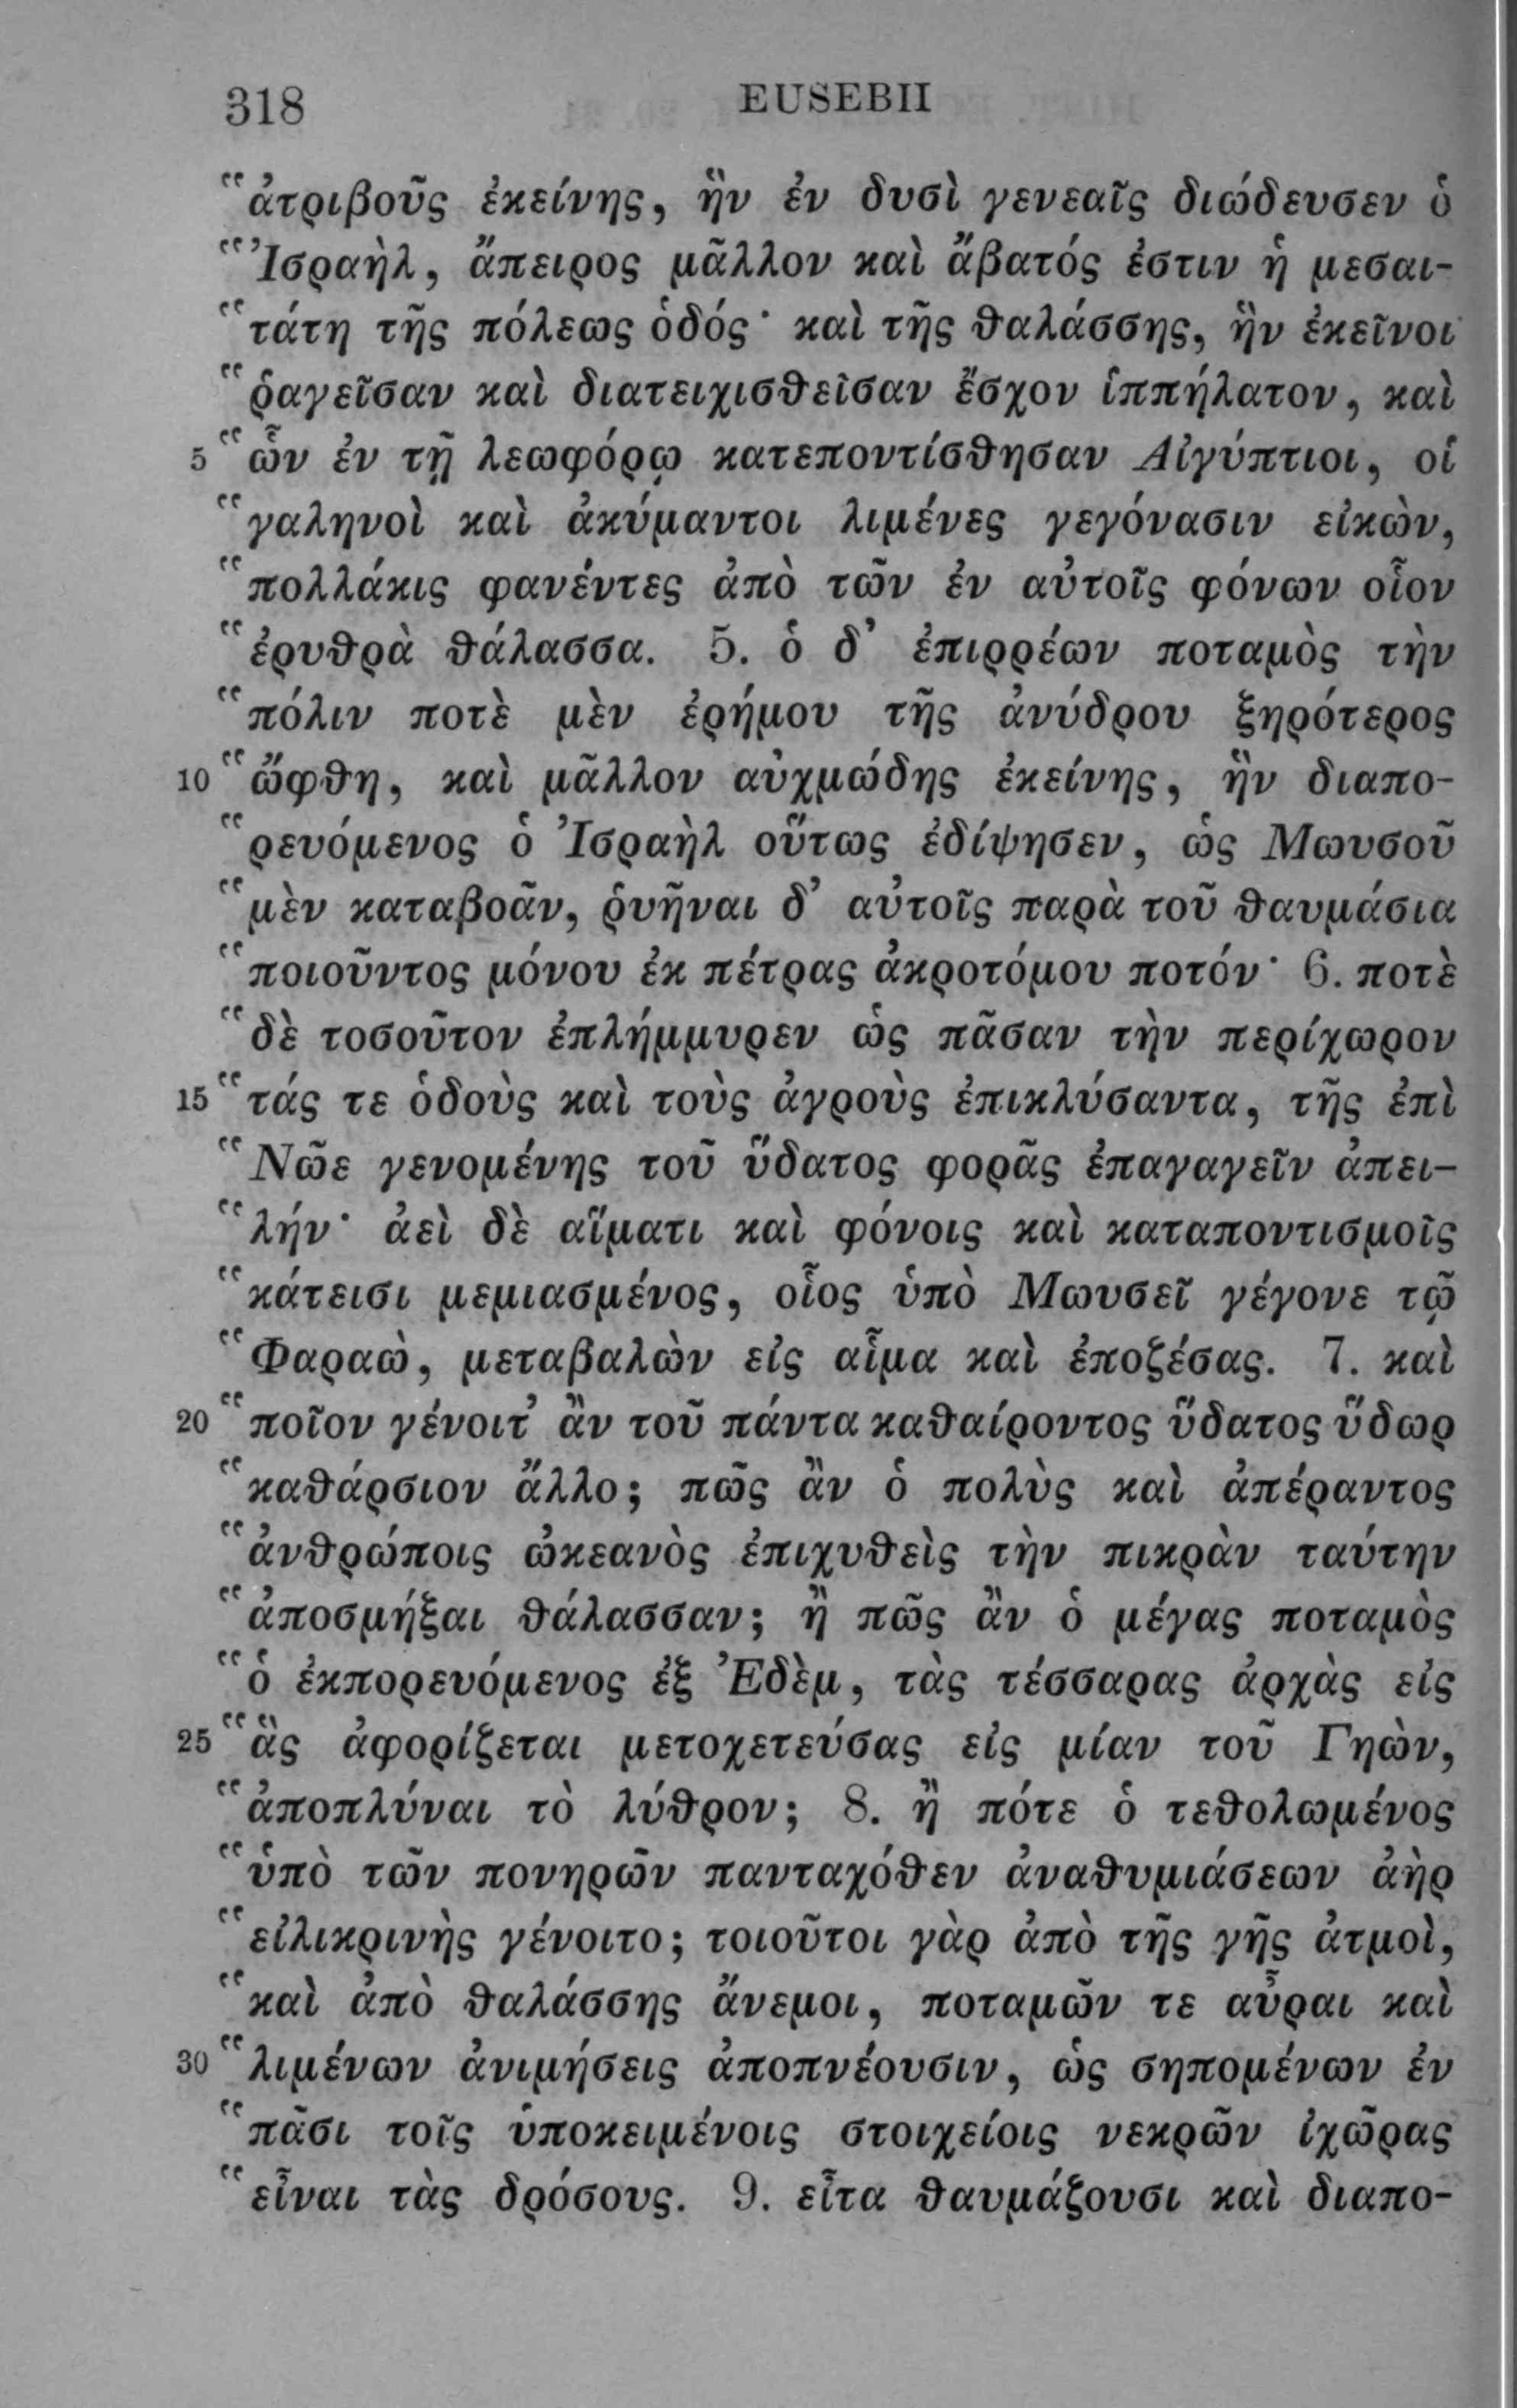 318 EUSEBII
“ἀτριβοῦς ἐκείνης, ἣν ἐν δυσὶ γενεαῖς διώδευσεν ὁ
“Ἰσραὴλ, ἄπειρος μᾶλλον καὶ ἄβατός ἐστιν ἡ μεσαι-
“τάτη τῆς πόλεως ὁδός· καὶ τῆς θαλάσσης, ἣν ἐκεῖνοι
“ῥαγεῖσαν καὶ διατειχισθεῖσαν ἔσχον ἱππήλατον, καὶ
5 “ὧν ἐν τῇ λεωφόρῳ κατεποντίσθησαν Αἰγύπτιοι, οἱ
“γαληνοὶ καὶ ἀκύμαντοι λιμένες γεγόνασιν εἰκὼν,
“πολλάκις φανέντες ἀπὸ τῶν ἐν αὐτοῖς φόνων οἷον
“ἐρυθρὰ θάλασσα. 5. ὁ δ’ ἐπιρρέων ποταμὸς τὴν
“πόλιν ποτὲ μὲν ἐρήμου τῆς ἀνύδρου ξηρότερος
10 “ὤφθη, καὶ μᾶλλον αὐχμώδης ἐκείνης, ἣν διαπο-
“ρευόμενος ὁ Ἰσραὴλ οὕτως ἐδίψησεν, ὡς Μωυσοῦ
“μὲν καταβοᾶν, ῥυῆναι δ’ αὐτοῖς παρὰ τοῦ θαυμάσια
“ποιοῦντος μόνου ἐκ πέτρας ἀκροτόμου ποτόν· 6. ποτὲ
“δὲ τοσοῦτον ἐπλήμμυρεν ὡς πᾶσαν τὴν περίχωρον
15 “τάς τε ὁδοὺς καὶ τοὺς ἀγροὺς ἐπικλύσαντα, τῆς ἐπὶ
“Νῶε γενομένης τοῦ ὕδατος φορᾶς ἐπαγαγεῖν ἀπει-
“λήν· ἀεὶ δὲ αἵματι καὶ φόνοις καὶ καταποντισμοῖς
“κάτεισι μεμιασμένος, οἷος ὑπὸ Μωυσεῖ γέγονε τῷ
“Φαραὼ, μεταβαλὼν εἰς αἷμα καὶ ἐποζέσας. 7. καὶ
20 “ποῖον γένοιτ’ ἂν τοῦ πάντα καθαίροντος ὕδατος ὕδωρ
“καθάρσιον ἄλλο; πῶς ἂν ὁ πολὺς καὶ ἀπέραντος
“ἀνθρώποις ὠκεανὸς ἐπιχυθεὶς τὴν πικρὰν ταύτην
“ἀποσμήξαι θάλασσαν; ἢ πῶς ἂν ὁ μέγας ποταμὸς
“ὁ ἐκπορευόμενος ἐξ Ἐδὲμ, τὰς τέσσαρας ἀρχὰς εἰς
25 “ἃς ἀφορίζεται μετοχετεύσας εἰς μίαν τοῦ Γηὼν,
“ἀποπλύναι τὸ λύθρον; 8. ἢ πότε ὁ τεθολωμένος
“ὑπὸ τῶν πονηρῶν πανταχόθεν ἀναθυμιάσεων ἀὴρ
“εἰλικρινὴς γένοιτο; τοιοῦτοι γὰρ ἀπὸ τῆς γῆς ἀτμοὶ,
“καὶ ἀπὸ θαλάσσης ἄνεμοι, ποταμῶν τε αὖραι καὶ
30 “λιμένων ἀνιμήσεις ἀποπνέουσιν, ὡς σηπομένων ἐν
“πᾶσι τοῖς ὑποκειμένοις στοιχείοις νεκρῶν ἰχῶρας
“εἶναι τὰς δρόσους. 9. εἶτα θαυμάζουσι καὶ διαπο-